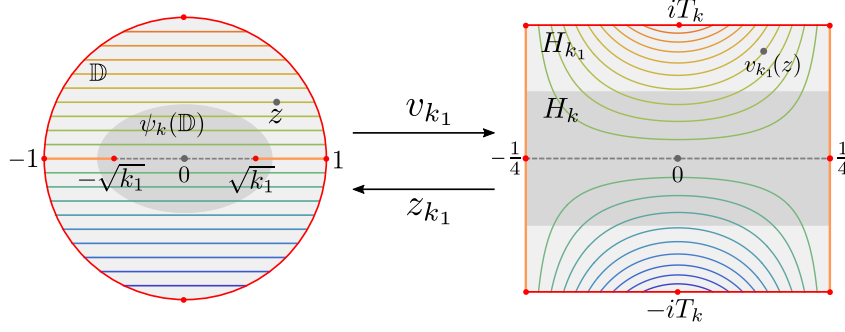 𝔻
ψ_k(𝔻)
z
−1
−√k_1
0
√k_1
1
v_{k_1}
z_{k_1}
iT_k
H_{k_1}
v_{k_1}(z)
H_k
−1/4
0
1/4
−iT_k